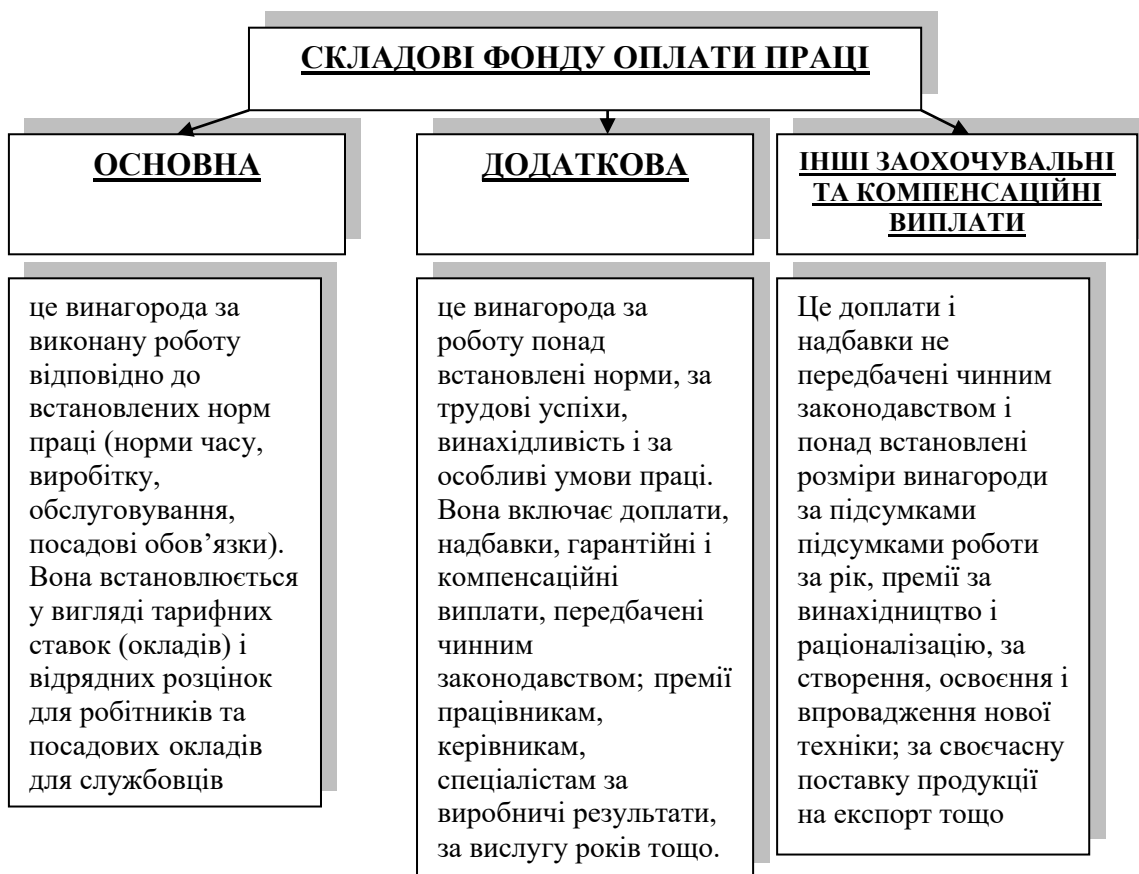 СКЛАДОВІ ФОНДУ ОПЛАТИ ПРАЦІ
ОСНОВНА
ДОДАТКОВА
ІНШІ ЗАОХОЧУВАЛЬНІ
ТА КОМПЕНСАЦІЙНІ
ВИПЛАТИ
це винагорода за
виконану роботу
відповідно до
встановлених норм
праці (норми часу,
виробітку,
обслуговування,
посадові обов’язки).
Вона встановлюється
у вигляді тарифних
ставок (окладів) і
відрядних розцінок
для робітників та
посадових окладів
для службовців
це винагорода за
роботу понад
встановлені норми, за
трудові успіхи,
винахідливість і за
особливі умови праці.
Вона включає доплати,
надбавки, гарантійні і
компенсаційні
виплати, передбачені
чинним
законодавством; премії
працівникам,
керівникам,
спеціалістам за
виробничі результати,
за вислугу років тощо.
Це доплати і
надбавки не
передбачені чинним
законодавством і
понад встановлені
розміри винагороди
за підсумками
підсумками роботи
за рік, премії за
винахідництво і
раціоналізацію, за
створення, освоєння і
впровадження нової
техніки; за своєчасну
поставку продукції
на експорт тощо